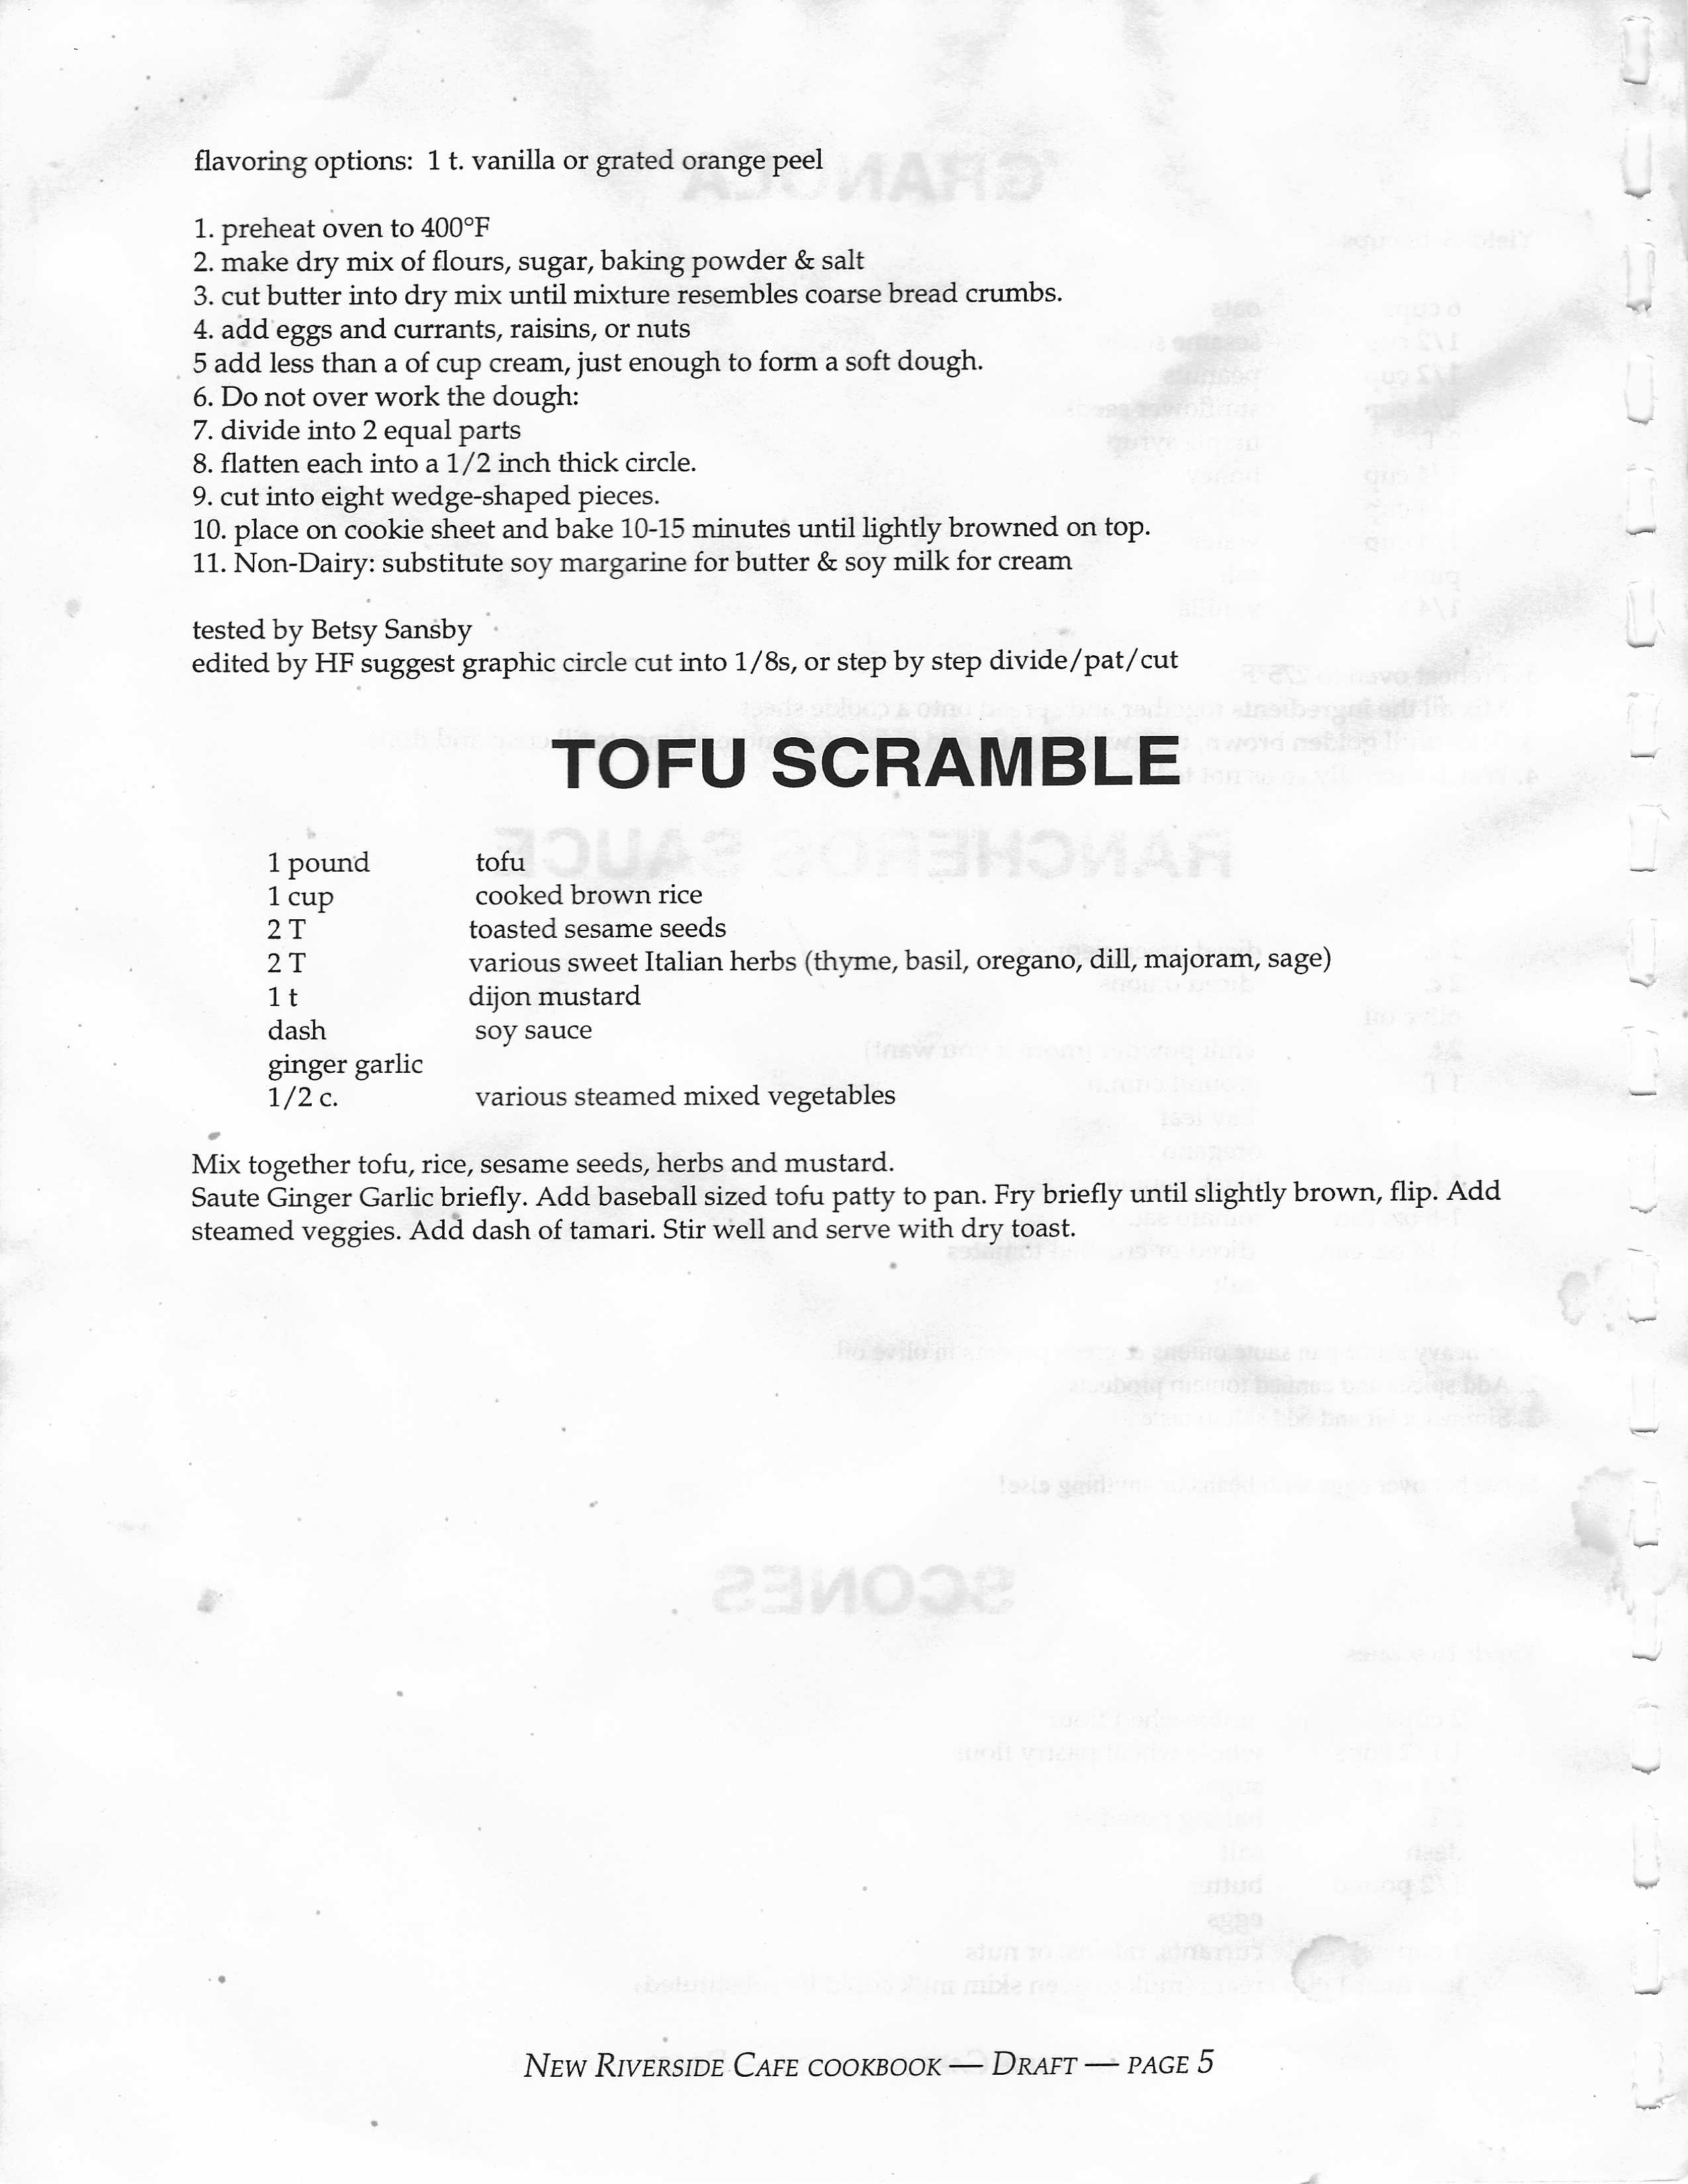 flavoring options: 1 t. vanilla or grated orange peel
1. preheat oven to 400°F
2. make dry mix of flours, sugar, baking powder & salt
3. cut butter into dry mix until mixture resembles coarse bread crumbs.
4. add eggs and currants, raisins, or nuts
5 add less than a of cup cream, just enough to form a soft dough.
6. Do not over work the dough:
7. divide into 2 equal parts
8. flatten each into a 1/2 inch thick circle.
9. cut into eight wedge-shaped pieces.
10. place on cookie sheet and bake 10-15 minutes until lightly browned on top.
11. Non-Dairy: substitute soy margarine for butter & soy milk for cream
tested by Betsy Sansby
edited by HF suggest graphic circle cut into 1/8s, or step by step divide/pat/cut
TOFU SCRAMBLE
1 pound tofu
1 cup cooked brown rice
2 T toasted sesame seeds
2 T various sweet Italian herbs (thyme, basil, oregano, dill, majoram, sage)
1 t dijon mustard
dash soy sauce
ginger garlic
1/2 c. various steamed mixed vegetables
Mix together tofu, rice, sesame seeds, herbs and mustard.
Saute Ginger Garlic briefly. Add baseball sized tofu patty to pan. Fry briefly until slightly brown, flip. Add
steamed veggies. Add dash of tamari. Stir well and serve with dry toast.
NEW RIVERSIDE CAFE COOKBOOK — DRAFT — PAGE 5